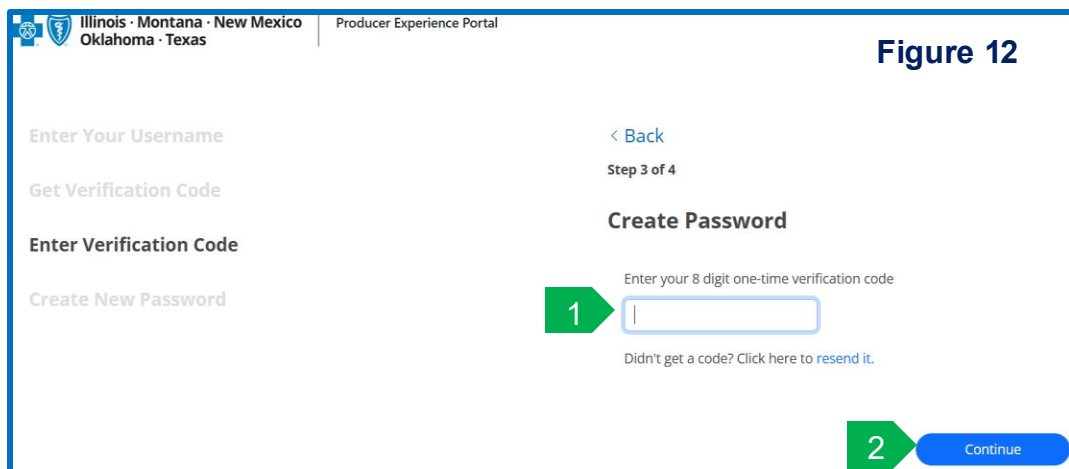 Illinois · Montana · New Mexico
Oklahoma · Texas
Producer Experience Portal
Figure 12
Enter Your Username
Get Verification Code
Enter Verification Code
Create New Password
< Back
Step 3 of 4
Create Password
Enter your 8 digit one-time verification code
1
Didn't get a code? Click here to resend it.
2
Continue